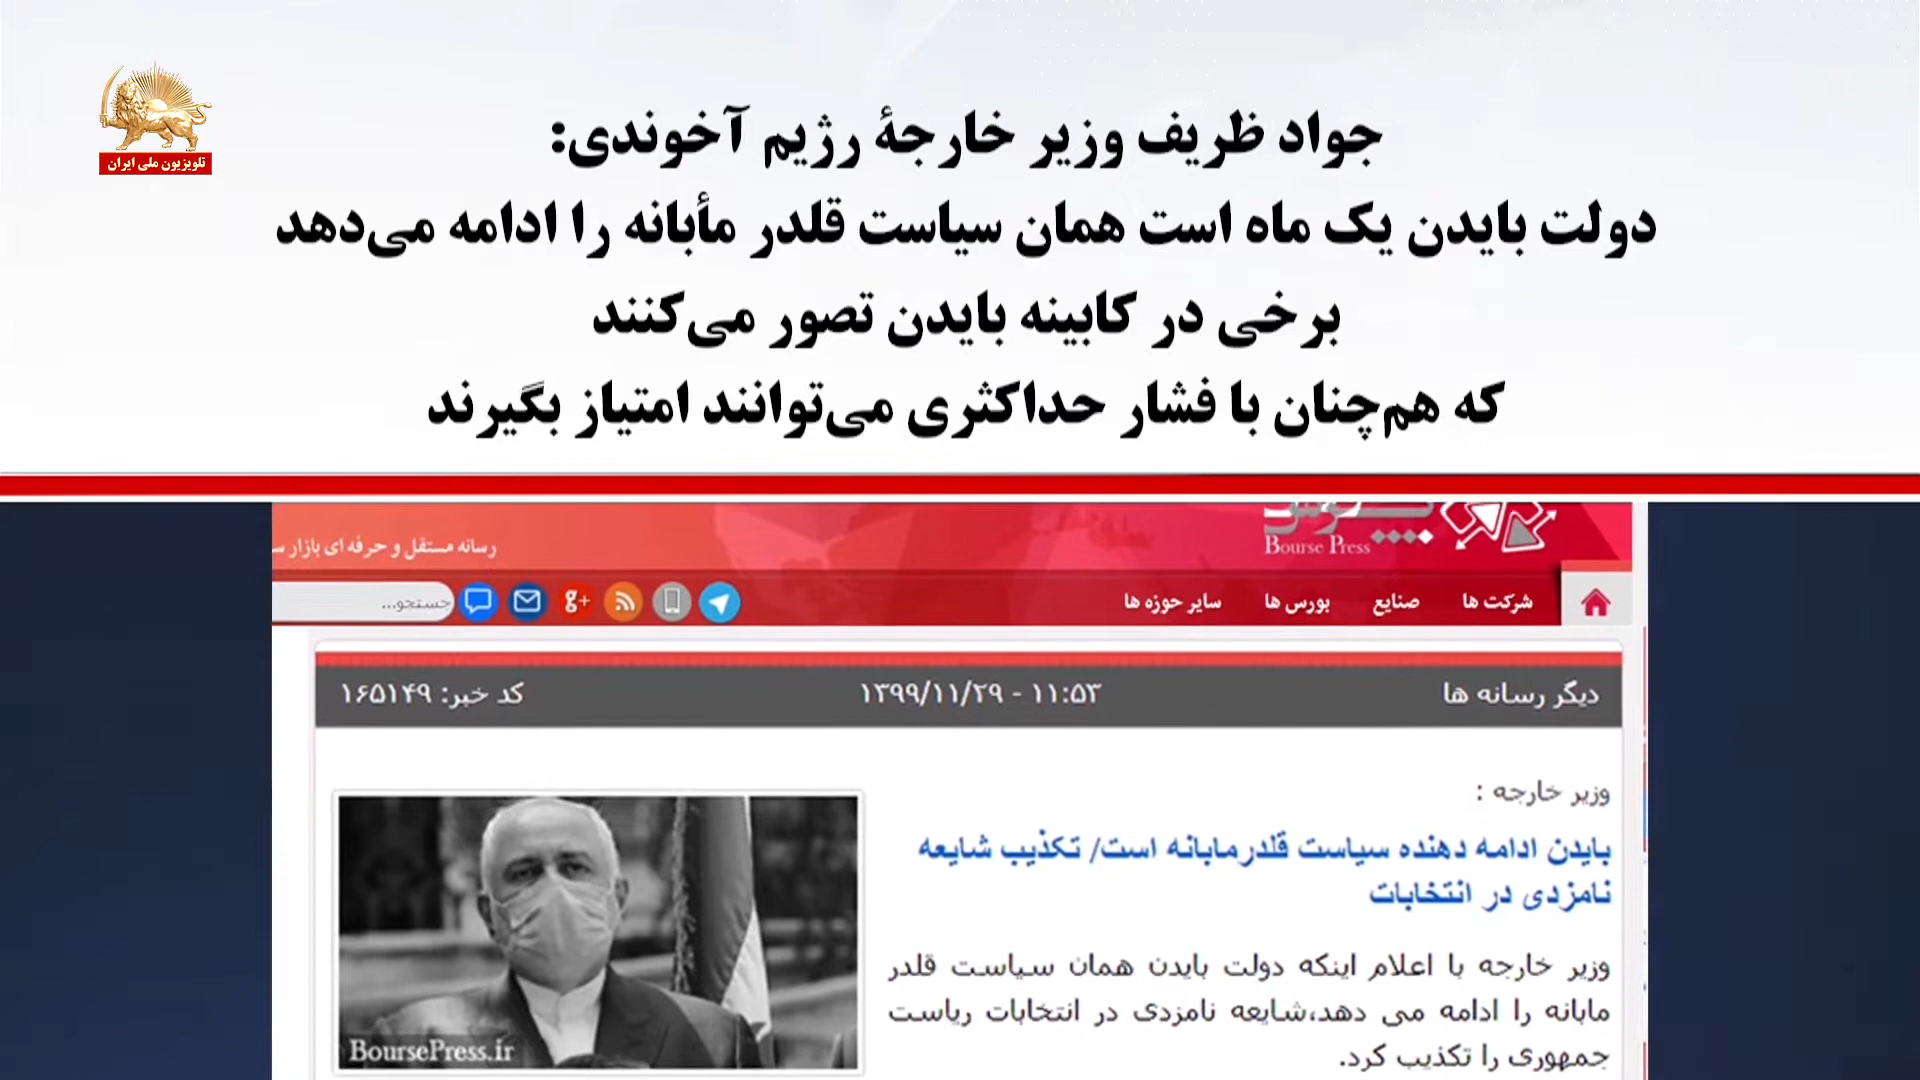 تلویزیون ملی ایران
جواد ظریف وزیر خارجهٔ رژیم آخوندی:
دولت بایدن یک ماه است همان سیاست قلدر مأبانه را ادامه می‌دهد
برخی در کابینه بایدن تصور می‌کنند
که هم‌چنان با فشار حداکثری می‌توانند امتیاز بگیرند
Bourse Press
رسانه مستقل و حرفه ای بازار
شرکت ها صنایع بورس ها سایر حوزه ها g+ جستجو...
دیگر رسانه ها ۱۳۹۹/۱۱/۲۹ - ۱۱:۵۳ کد خبر: ۱۶۵۱۴۹
وزیر خارجه :
بایدن ادامه دهنده سیاست قلدرمابانه است/ تکذیب شایعه
نامزدی در انتخابات
وزیر خارجه با اعلام اینکه دولت بایدن همان سیاست قلدر
مابانه را ادامه می دهد،شایعه نامزدی در انتخابات ریاست
جمهوری را تکذیب کرد.
BoursePress.ir